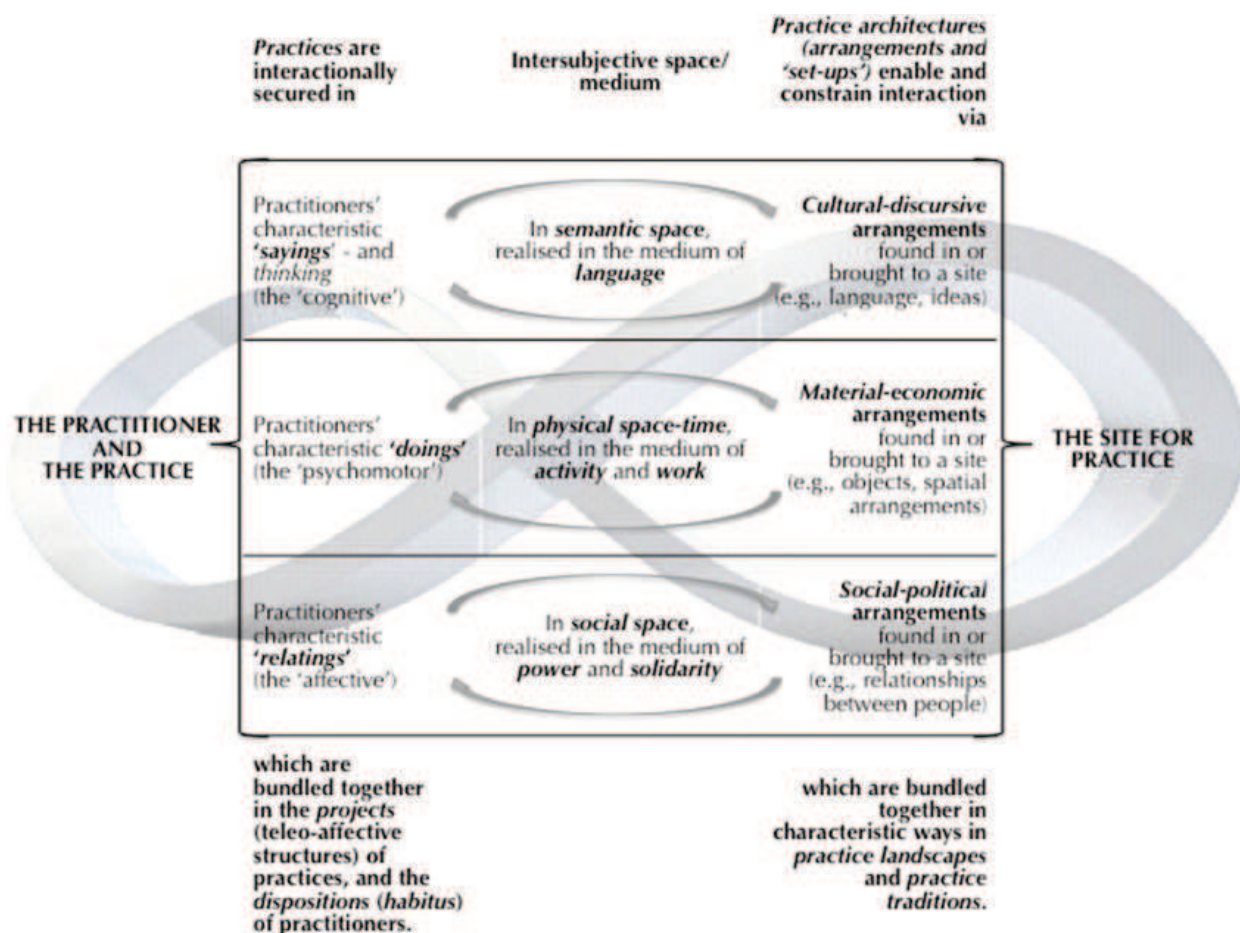 Practices are
interactionally
secured in
Intersubjective space/
medium
Practice architectures
(arrangements and
‘set-ups’) enable and
constrain interaction
via
THE PRACTITIONER
AND
THE PRACTICE
Practitioners’
characteristic
‘sayings’ - and
thinking
(the ‘cognitive’)
In semantic space,
realised in the medium of
language
Cultural-discursive
arrangements
found in or
brought to a site
(e.g., language, ideas)
Practitioners’
characteristic ‘doings’
(the ‘psychomotor’)
In physical space-time,
realised in the medium of
activity and work
Material-economic
arrangements
found in or
brought to a site
(e.g., objects, spatial
arrangements)
Practitioners’
characteristic
‘relatings’
(the ‘affective’)
In social space,
realised in the medium of
power and solidarity
Social-political
arrangements
found in or
brought to a site
(e.g., relationships
between people)
THE SITE FOR
PRACTICE
which are
bundled together
in the projects
(teleo-affective
structures) of
practices, and the
dispositions (habitus)
of practitioners.
which are bundled
together in
characteristic ways in
practice landscapes
and practice
traditions.